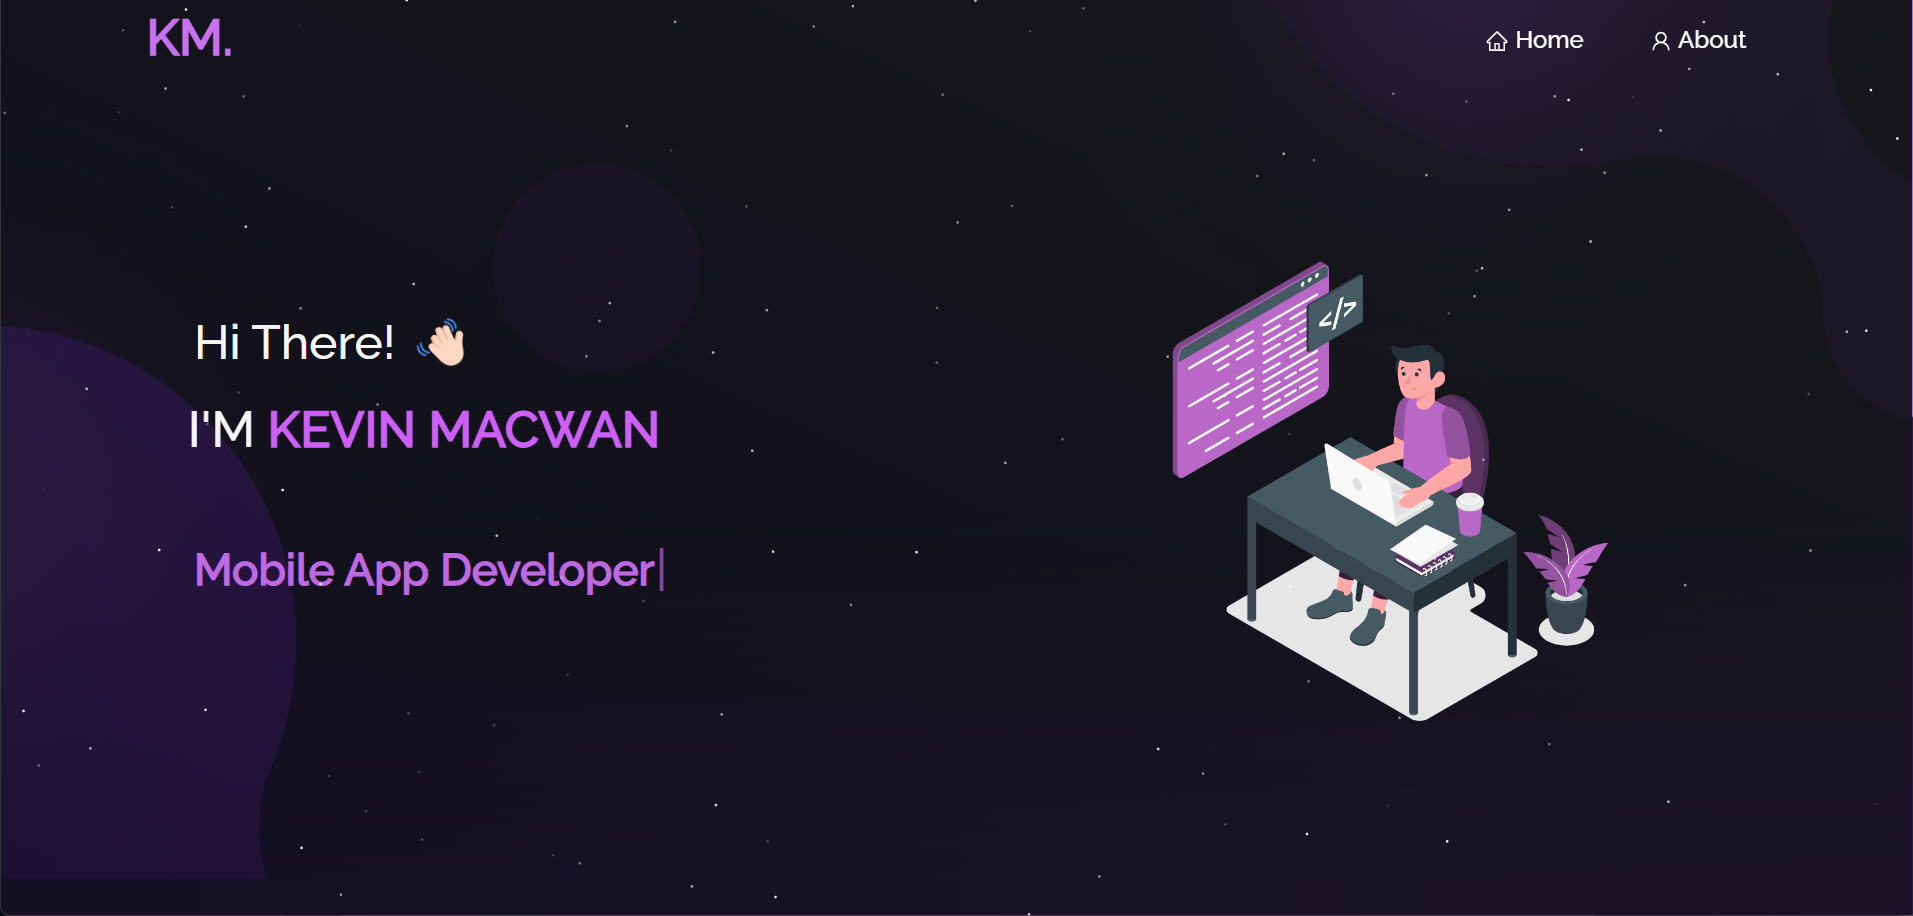 KM.
Home
About
Hi There! 👋🏻
I'M KEVIN MACWAN
Mobile App Developer|
</>